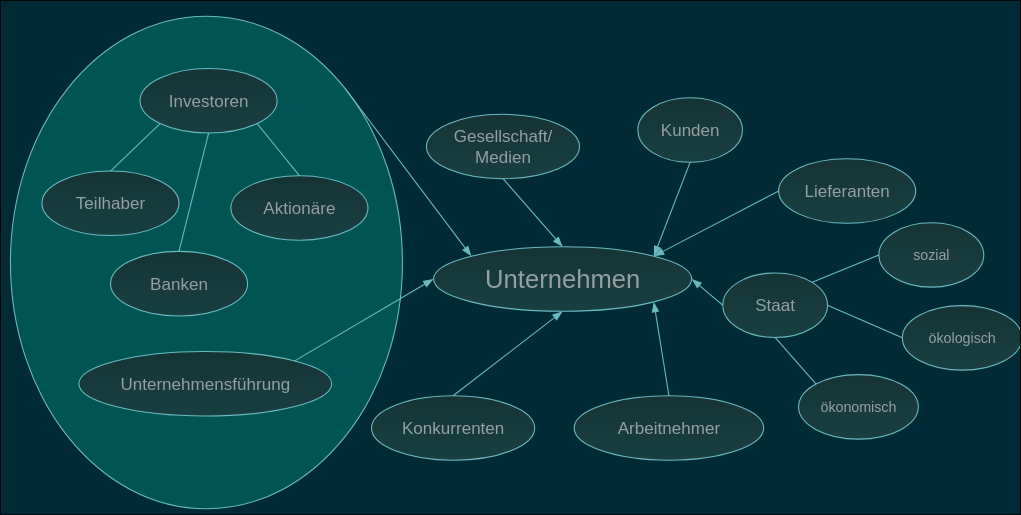 Investoren
Teilhaber
Aktionäre
Banken
Unternehmensführung
Gesellschaft/
Medien
Kunden
Lieferanten
Unternehmen
Staat
sozial
ökologisch
ökonomisch
Konkurrenten
Arbeitnehmer